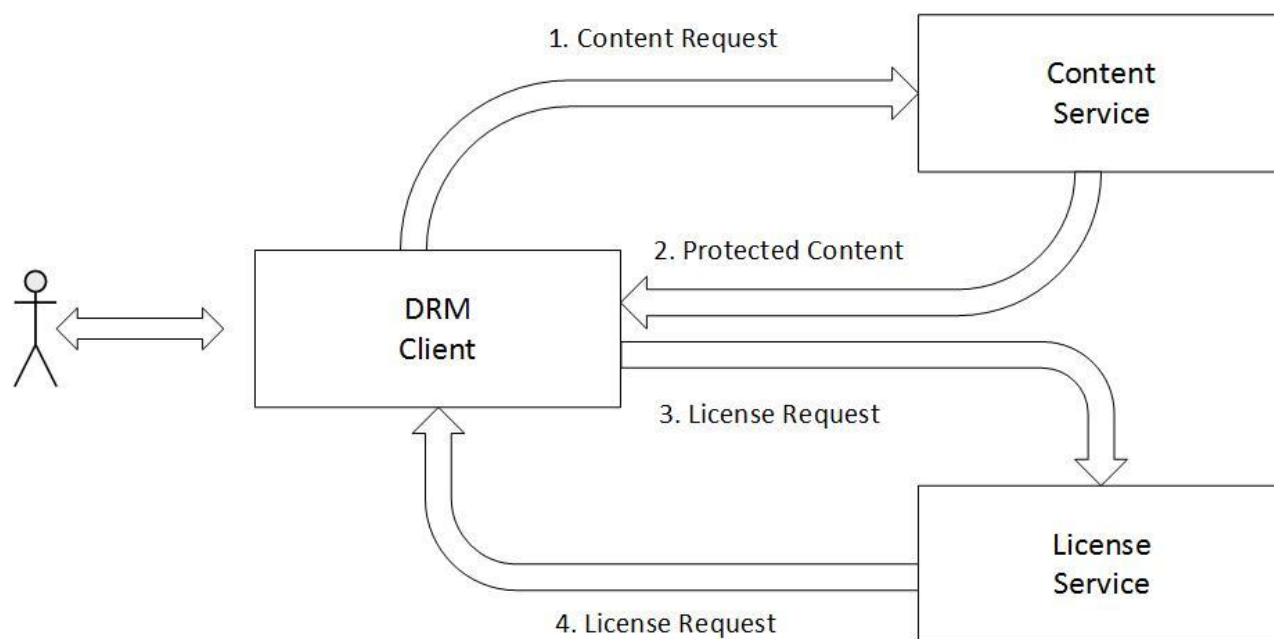 1. Content Request
Content
Service
2. Protected Content
DRM
Client
3. License Request
License
Service
4. License Request